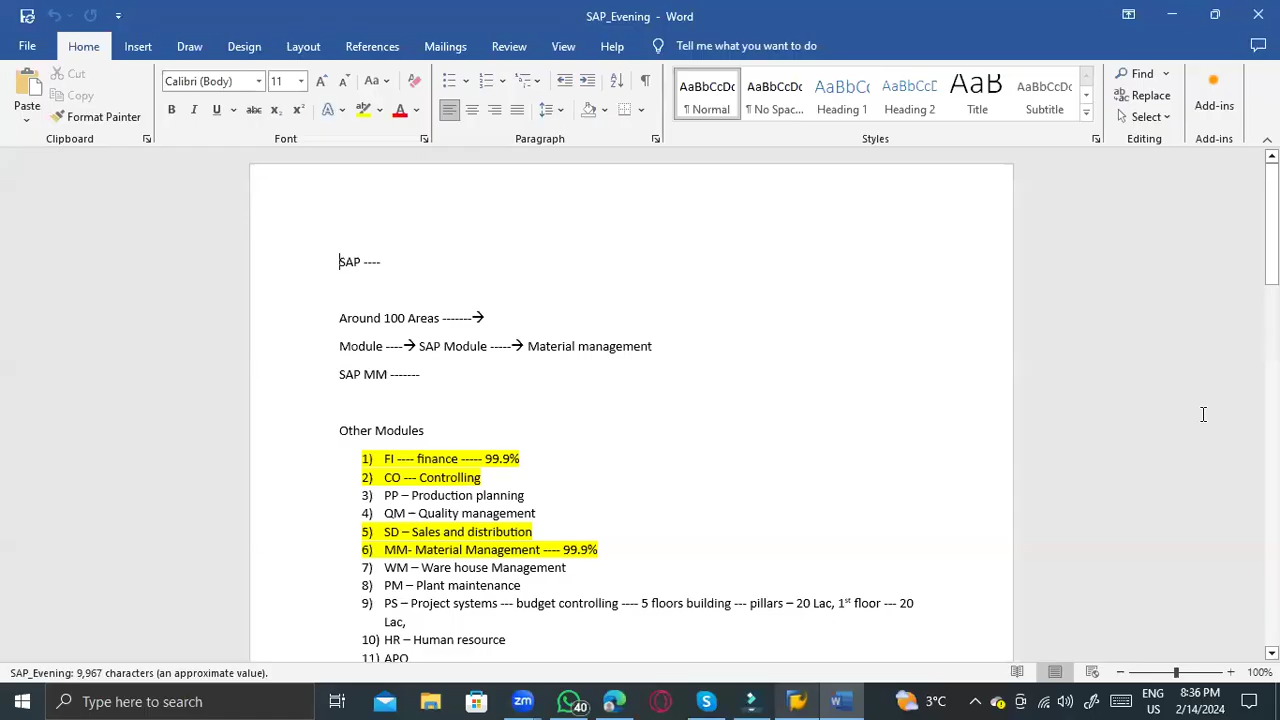 SAP_Evening - Word
File Home Insert Draw Design Layout References Mailings Review View Help Tell me what you want to do
Cut
Copy
Format Painter
Paste
Clipboard
Calibri (Body) 11
Font
Paragraph
AaBbCcDc AaBbCcDc AaBbCc AaBbCcD AaB AaBbCcD
¶ Normal ¶ No Spac... Heading 1 Heading 2 Title Subtitle
Styles
Find
Replace
Select
Editing
Add-ins
Add-ins
SAP ----
Around 100 Areas -------→
Module ----→ SAP Module -----→ Material management
SAP MM -------
Other Modules
1) FI ---- finance ----- 99.9%
2) CO --- Controlling
3) PP – Production planning
4) QM – Quality management
5) SD – Sales and distribution
6) MM- Material Management ---- 99.9%
7) WM – Ware house Management
8) PM – Plant maintenance
9) PS – Project systems --- budget controlling ---- 5 floors building --- pillars – 20 Lac, 1st floor --- 20
Lac,
10) HR – Human resource
11) APO
SAP_Evening: 9,967 characters (an approximate value).
100%
Type here to search
zm
40
3°C
ENG
US
8:36 PM
2/14/2024